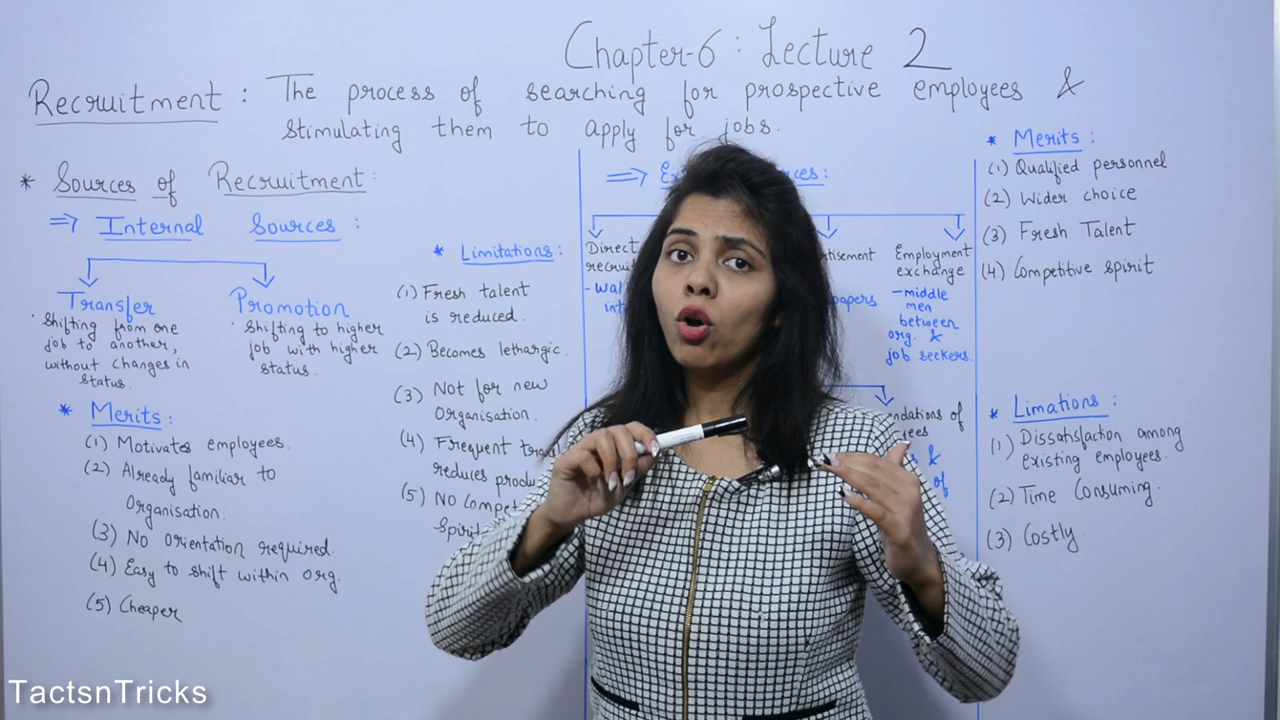 Chapter-6 : Lecture 2
Recruitment : The process of searching for prospective employees &
stimulating them to apply for jobs.
* Sources of Recruitment :
⇒ Internal Sources :
Transfer
Shifting from one
job to another,
without changes in
status.
Promotion
Shifting to higher
job with higher
status.
* Merits :
(1) Motivates employees.
(2) Already familiar to
Organisation.
(3) No orientation required.
(4) Easy to shift within org.
(5) Cheaper
* Limitations :
(1) Fresh talent
is reduced.
(2) Becomes lethargic.
(3) Not for new
Organisation.
(4) Frequent
reduces
(5) No
⇒
Direct
Employment
exchange
- middle
men
between
org. &
job seekers.
papers
of
&
of
* Merits :
(1) Qualified personnel
(2) Wider choice
(3) Fresh Talent
(4) Competitive spirit
* Limations :
(1) Dissatisfaction among
existing employees.
(2) Time Consuming.
(3) Costly
TactsnTricks